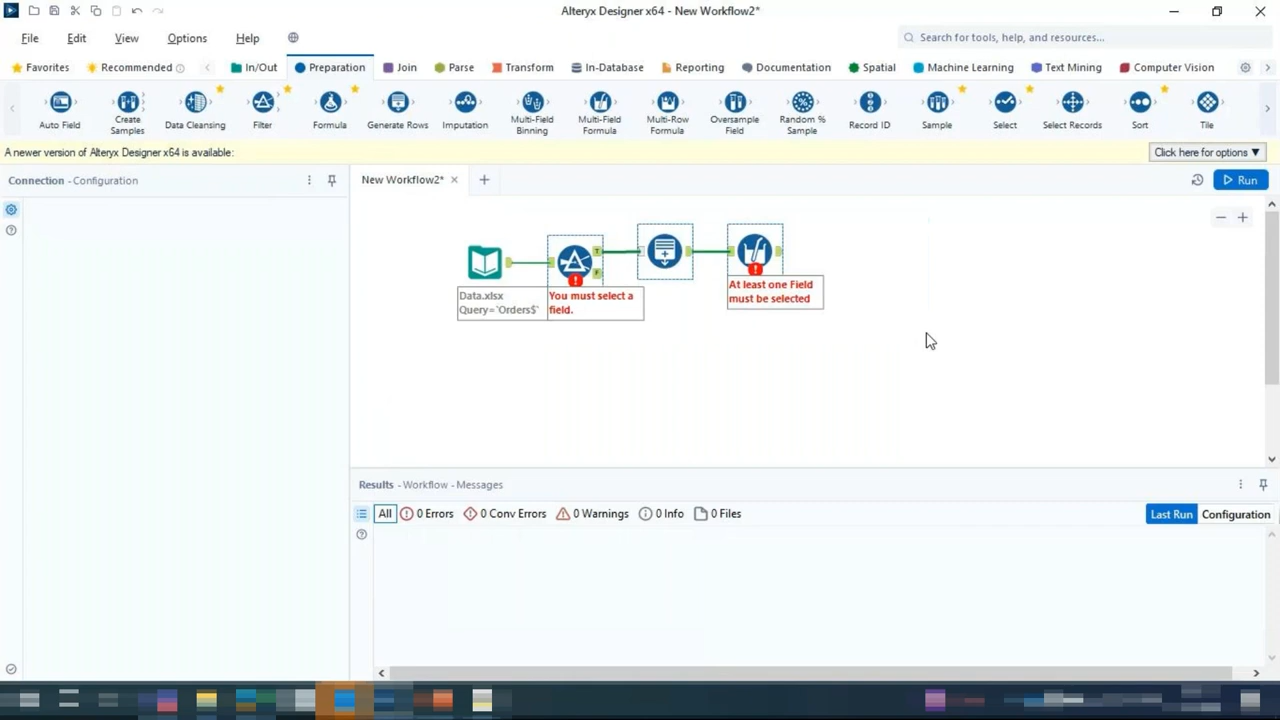 Alteryx Designer x64 - New Workflow2*
File Edit View Options Help
Search for tools, help, and resources...
Favorites Recommended In/Out Preparation Join Parse Transform In-Database Reporting Documentation Spatial Machine Learning Text Mining Computer Vision
Auto Field
Create
Samples
Data Cleansing
Filter
Formula
Generate Rows
Imputation
Multi-Field
Binning
Multi-Field
Formula
Multi-Row
Formula
Oversample
Field
Random %
Sample
Record ID
Sample
Select
Select Records
Sort
Tile
A newer version of Alteryx Designer x64 is available:
Click here for options ▼
Connection - Configuration
New Workflow2*
Run
T
F
Data.xlsx
Query=`Orders$`
You must select a
field.
At least one Field
must be selected
Results - Workflow - Messages
All 0 Errors 0 Conv Errors 0 Warnings 0 Info 0 Files
Last Run Configuration